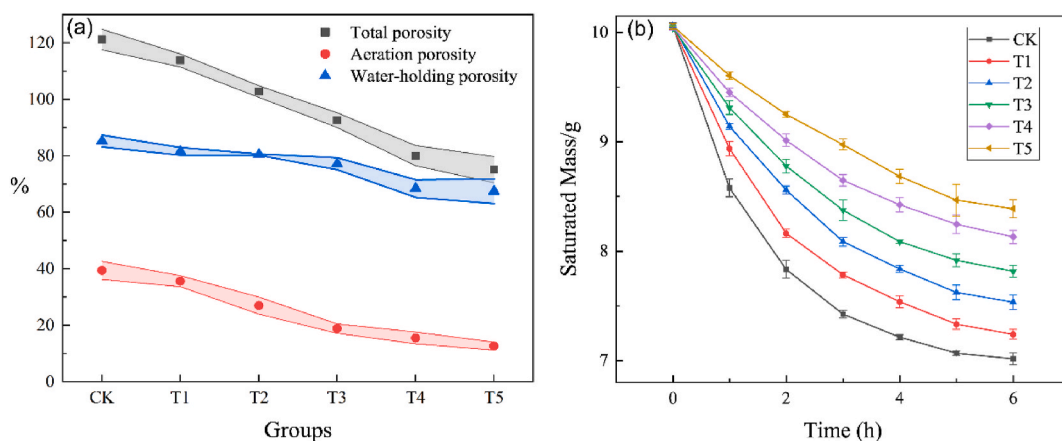 (a)
Total porosity
Aeration porosity
Water-holding porosity
%
120
100
80
60
40
20
0
CK T1 T2 T3 T4 T5
Groups
(b)
CK
T1
T2
T3
T4
T5
Saturated Mass/g
10
9
8
7
0 2 4 6
Time (h)